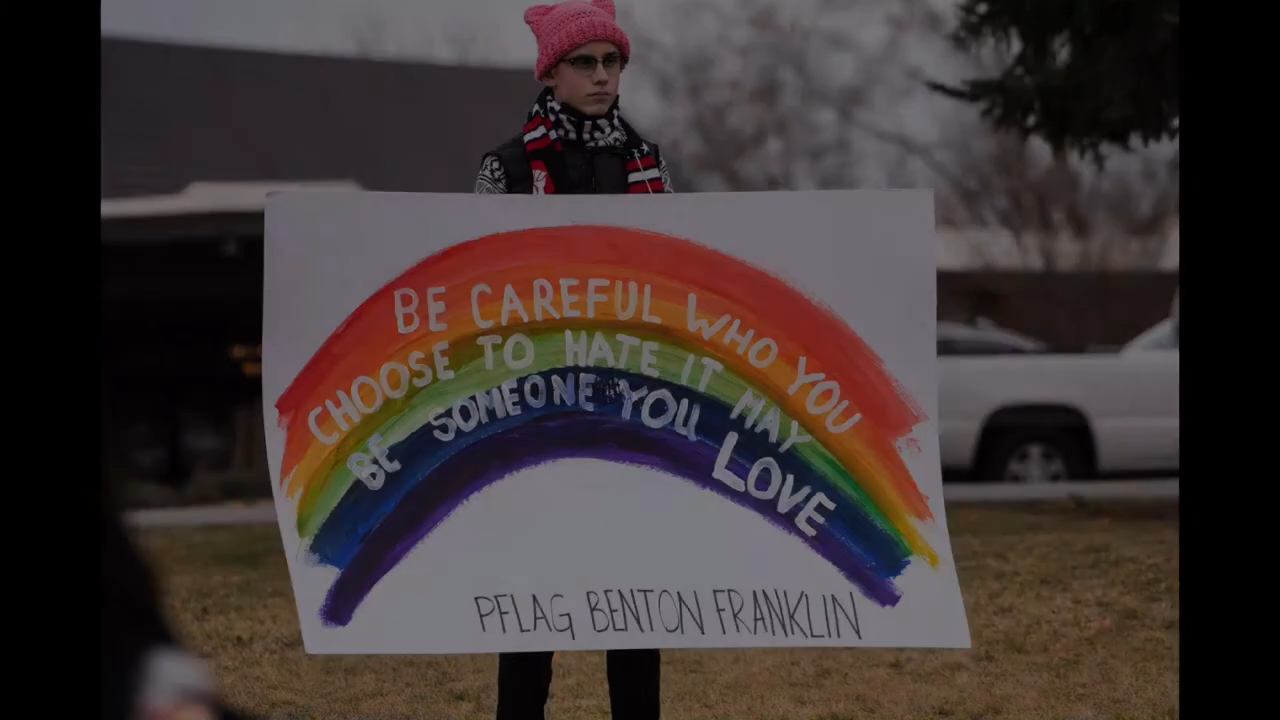 BE CAREFUL WHO YOU
CHOOSE TO HATE IT MAY
BE SOMEONE YOU LOVE
PFLAG BENTON FRANKLIN